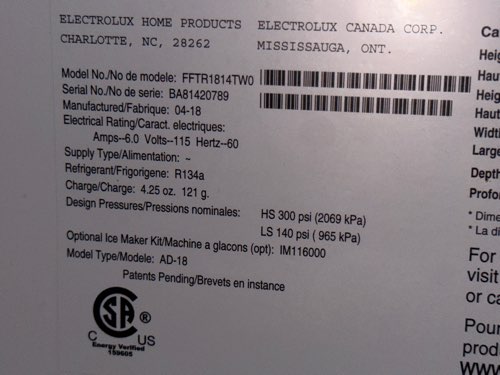 ELECTROLUX HOME PRODUCTS ELECTROLUX CANADA CORP.
CHARLOTTE, NC, 28262 MISSISSAUGA, ONT.
Model No./No de modele: FFTR1814TW0
Serial No./No de serie: BA81420789
Manufactured/Fabrique: 04-18
Electrical Rating/Caract. electriques:
Amps--6.0 Volts--115 Hertz--60
Supply Type/Alimentation: ~
Refrigerant/Frigorigene: R134a
Charge/Charge: 4.25 oz. 121 g.
Design Pressures/Pressions nominales: HS 300 psi (2069 kPa)
LS 140 psi ( 965 kPa)
Optional Ice Maker Kit/Machine a glacons (opt): IM116000
Model Type/Modele: AD-18
Patents Pending/Brevets en instance
CSA ®
C US
Energy Verified
159605
Ca
Heig
Haut
Heig
Haut
Widt
Large
Depth
Profo
* Dime
* La di
For
visit
or ca
Pour
prod
www